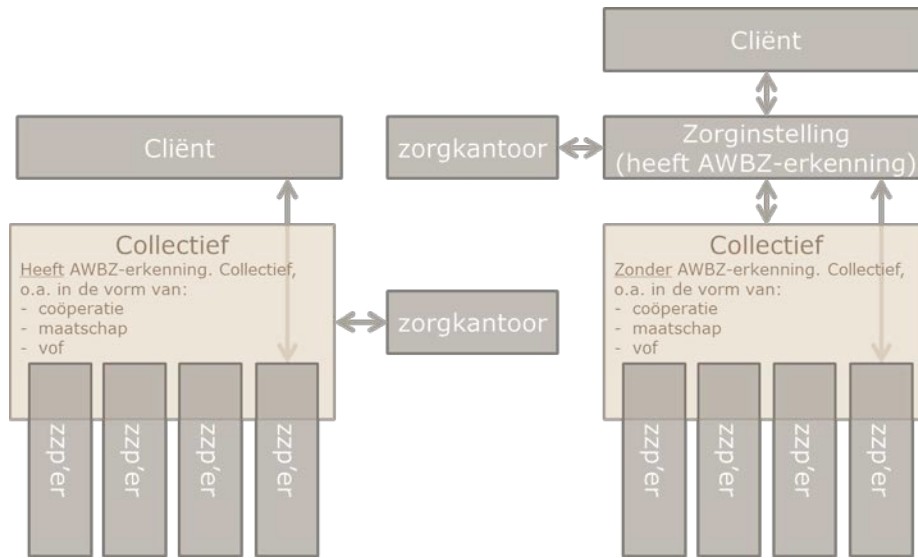 Cliënt
Collectief
Heeft AWBZ-erkenning. Collectief,
o.a. in de vorm van:
- coöperatie
- maatschap
- vof
zzp'er
zzp'er
zzp'er
zzp'er
zorgkantoor
Cliënt
zorgkantoor
Zorginstelling
(heeft AWBZ-erkenning)
Collectief
Zonder AWBZ-erkenning. Collectief,
o.a. in de vorm van:
- coöperatie
- maatschap
- vof
zzp'er
zzp'er
zzp'er
zzp'er